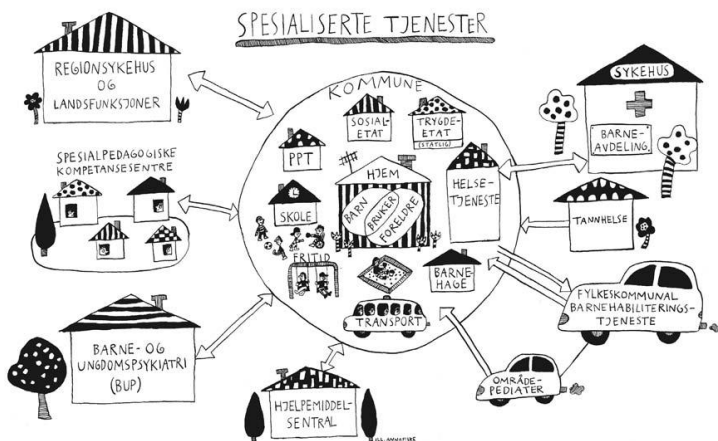 SPESIALISERTE TJENESTER
REGIONSYKEHUS
OG
LANDSFUNKSJONER
KOMMUNE
SOSIAL-
ETAT
TRYGDE-
ETAT
(STATLIG)
SYKEHUS
BARNE-
AVDELING
PPT
HJEM
BARN
BRUKER
FORELDRE
HELSE-
TJENESTE
SPESIALPEDAGOGISKE
KOMPETANSESENTRE
SKOLE
TANNHELSE
FRITID
BARNE-
HAGE
TRANSPORT
FYLKESKOMMUNAL
BARNEHABILITERINGS-
TJENESTE
BARNE- OG
UNGDOMSPSYKIATRI
(BUP)
OMRÅDE-
PEDIATER
HJELPEMIDDEL-
SENTRAL